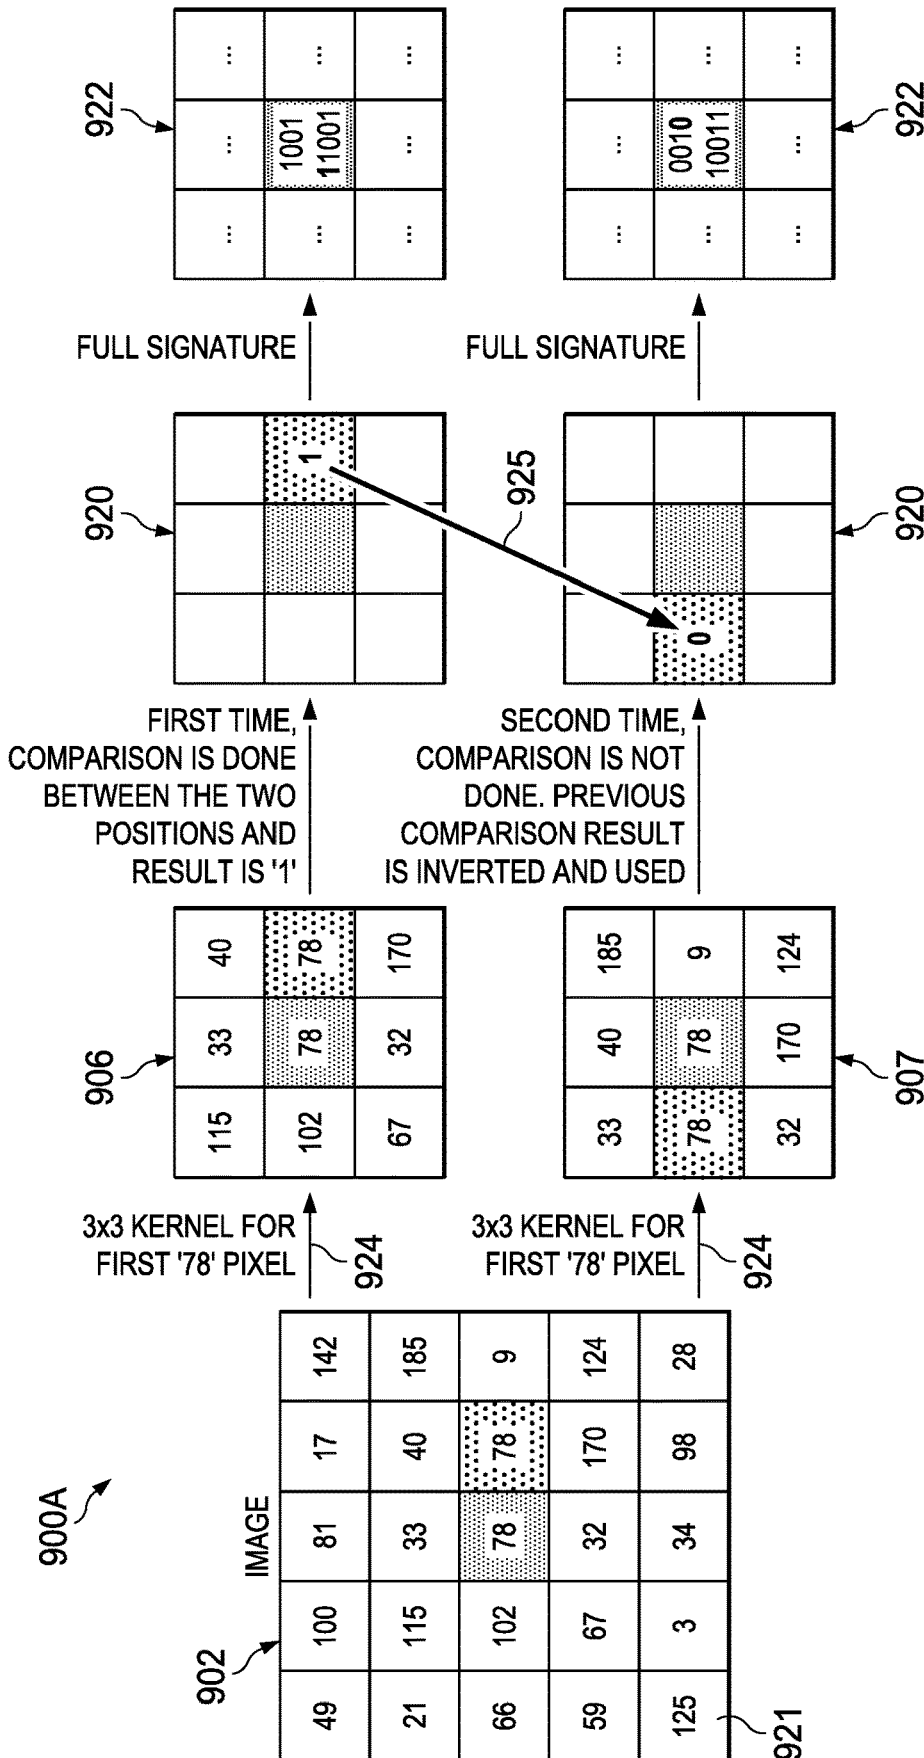 900A
902
IMAGE
49 100 81 17 142
21 115 33 40 185
66 102 78 78 9
59 67 32 170 124
125 3 34 98 28
921
3x3 KERNEL FOR
FIRST '78' PIXEL
924
906
115 33 40
102 78 78
67 32 170
FIRST TIME,
COMPARISON IS DONE
BETWEEN THE TWO
POSITIONS AND
RESULT IS '1'
920
1
FULL SIGNATURE
922
... ... ...
... 1001 ...
11001
... ... ...
925
3x3 KERNEL FOR
FIRST '78' PIXEL
924
33 40 185
78 78 9
32 170 124
907
SECOND TIME,
COMPARISON IS NOT
DONE. PREVIOUS
COMPARISON RESULT
IS INVERTED AND USED
0
920
FULL SIGNATURE
... ... ...
... 0010 ...
10011
... ... ...
922